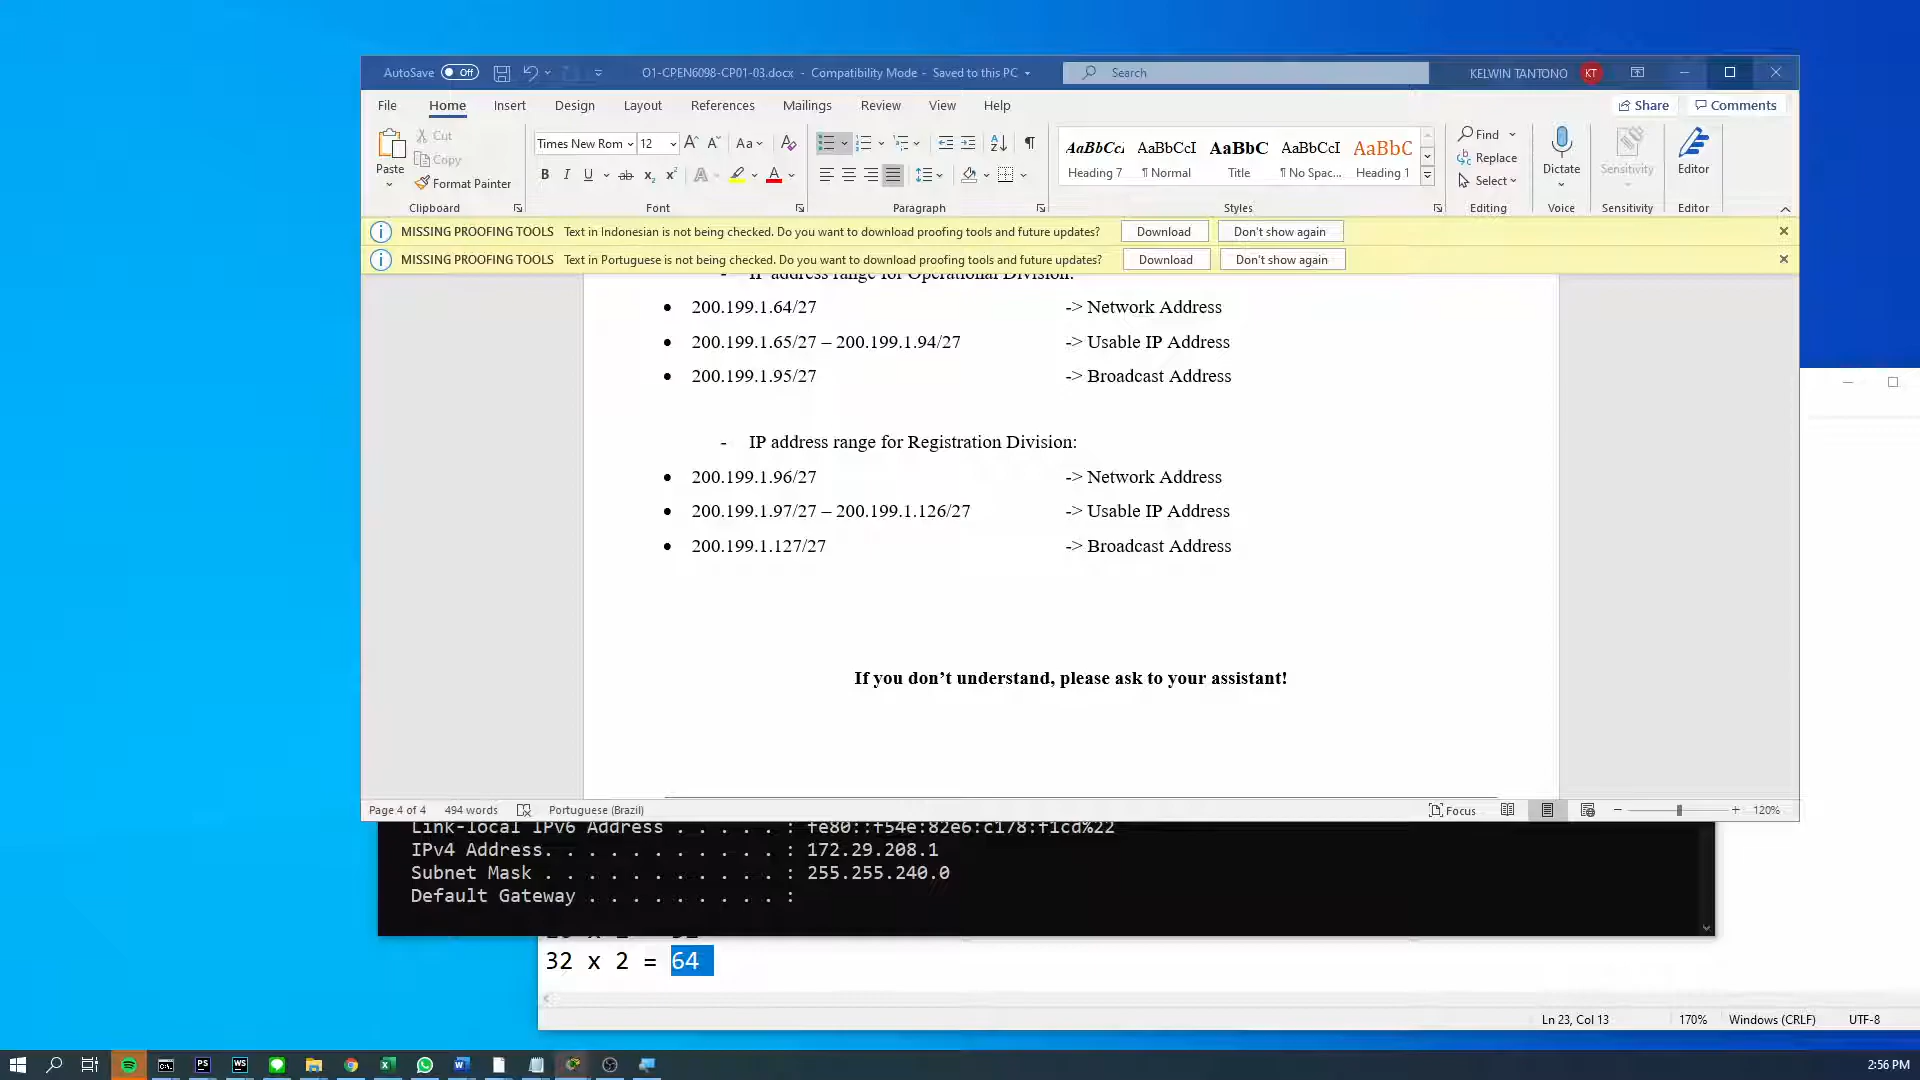 AutoSave Off O1-CPEN6098-CP01-03.docx - Compatibility Mode - Saved to this PC Search KELWIN TANTONO KT
File Home Insert Design Layout References Mailings Review View Help Share Comments
Paste Cut Copy Format Painter
Times New Rom 12
AaBbCcI AaBbCcI AaBbC AaBbCcI AaBbC
Heading 7 ¶ Normal Title ¶ No Spac... Heading 1
Find Replace Select
Dictate Sensitivity Editor
Clipboard Font Paragraph Styles Editing Voice Sensitivity Editor
MISSING PROOFING TOOLS Text in Indonesian is not being checked. Do you want to download proofing tools and future updates? Download Don't show again
MISSING PROOFING TOOLS Text in Portuguese is not being checked. Do you want to download proofing tools and future updates? Download Don't show again
- IP address range for Operational Division:
• 200.199.1.64/27 -> Network Address
• 200.199.1.65/27 – 200.199.1.94/27 -> Usable IP Address
• 200.199.1.95/27 -> Broadcast Address
- IP address range for Registration Division:
• 200.199.1.96/27 -> Network Address
• 200.199.1.97/27 – 200.199.1.126/27 -> Usable IP Address
• 200.199.1.127/27 -> Broadcast Address
If you don’t understand, please ask to your assistant!
Page 4 of 4 494 words Portuguese (Brazil) Focus 120%
Link-local IPv6 Address . . . . . : fe80::f54e:82e6:c178:f1cd%22
IPv4 Address. . . . . . . . . . . : 172.29.208.1
Subnet Mask . . . . . . . . . . . : 255.255.240.0
Default Gateway . . . . . . . . . :
32 x 2 = 64
Ln 23, Col 13 170% Windows (CRLF) UTF-8
2:56 PM